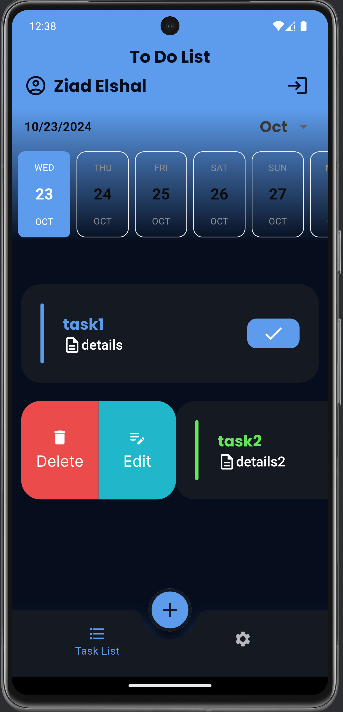 12:38
To Do List
Ziad Elshal
10/23/2024
Oct
WED THU FRI SAT SUN
23 24 25 26 27
OCT OCT OCT OCT OCT
task1
details
Delete Edit
task2
details2
Task List